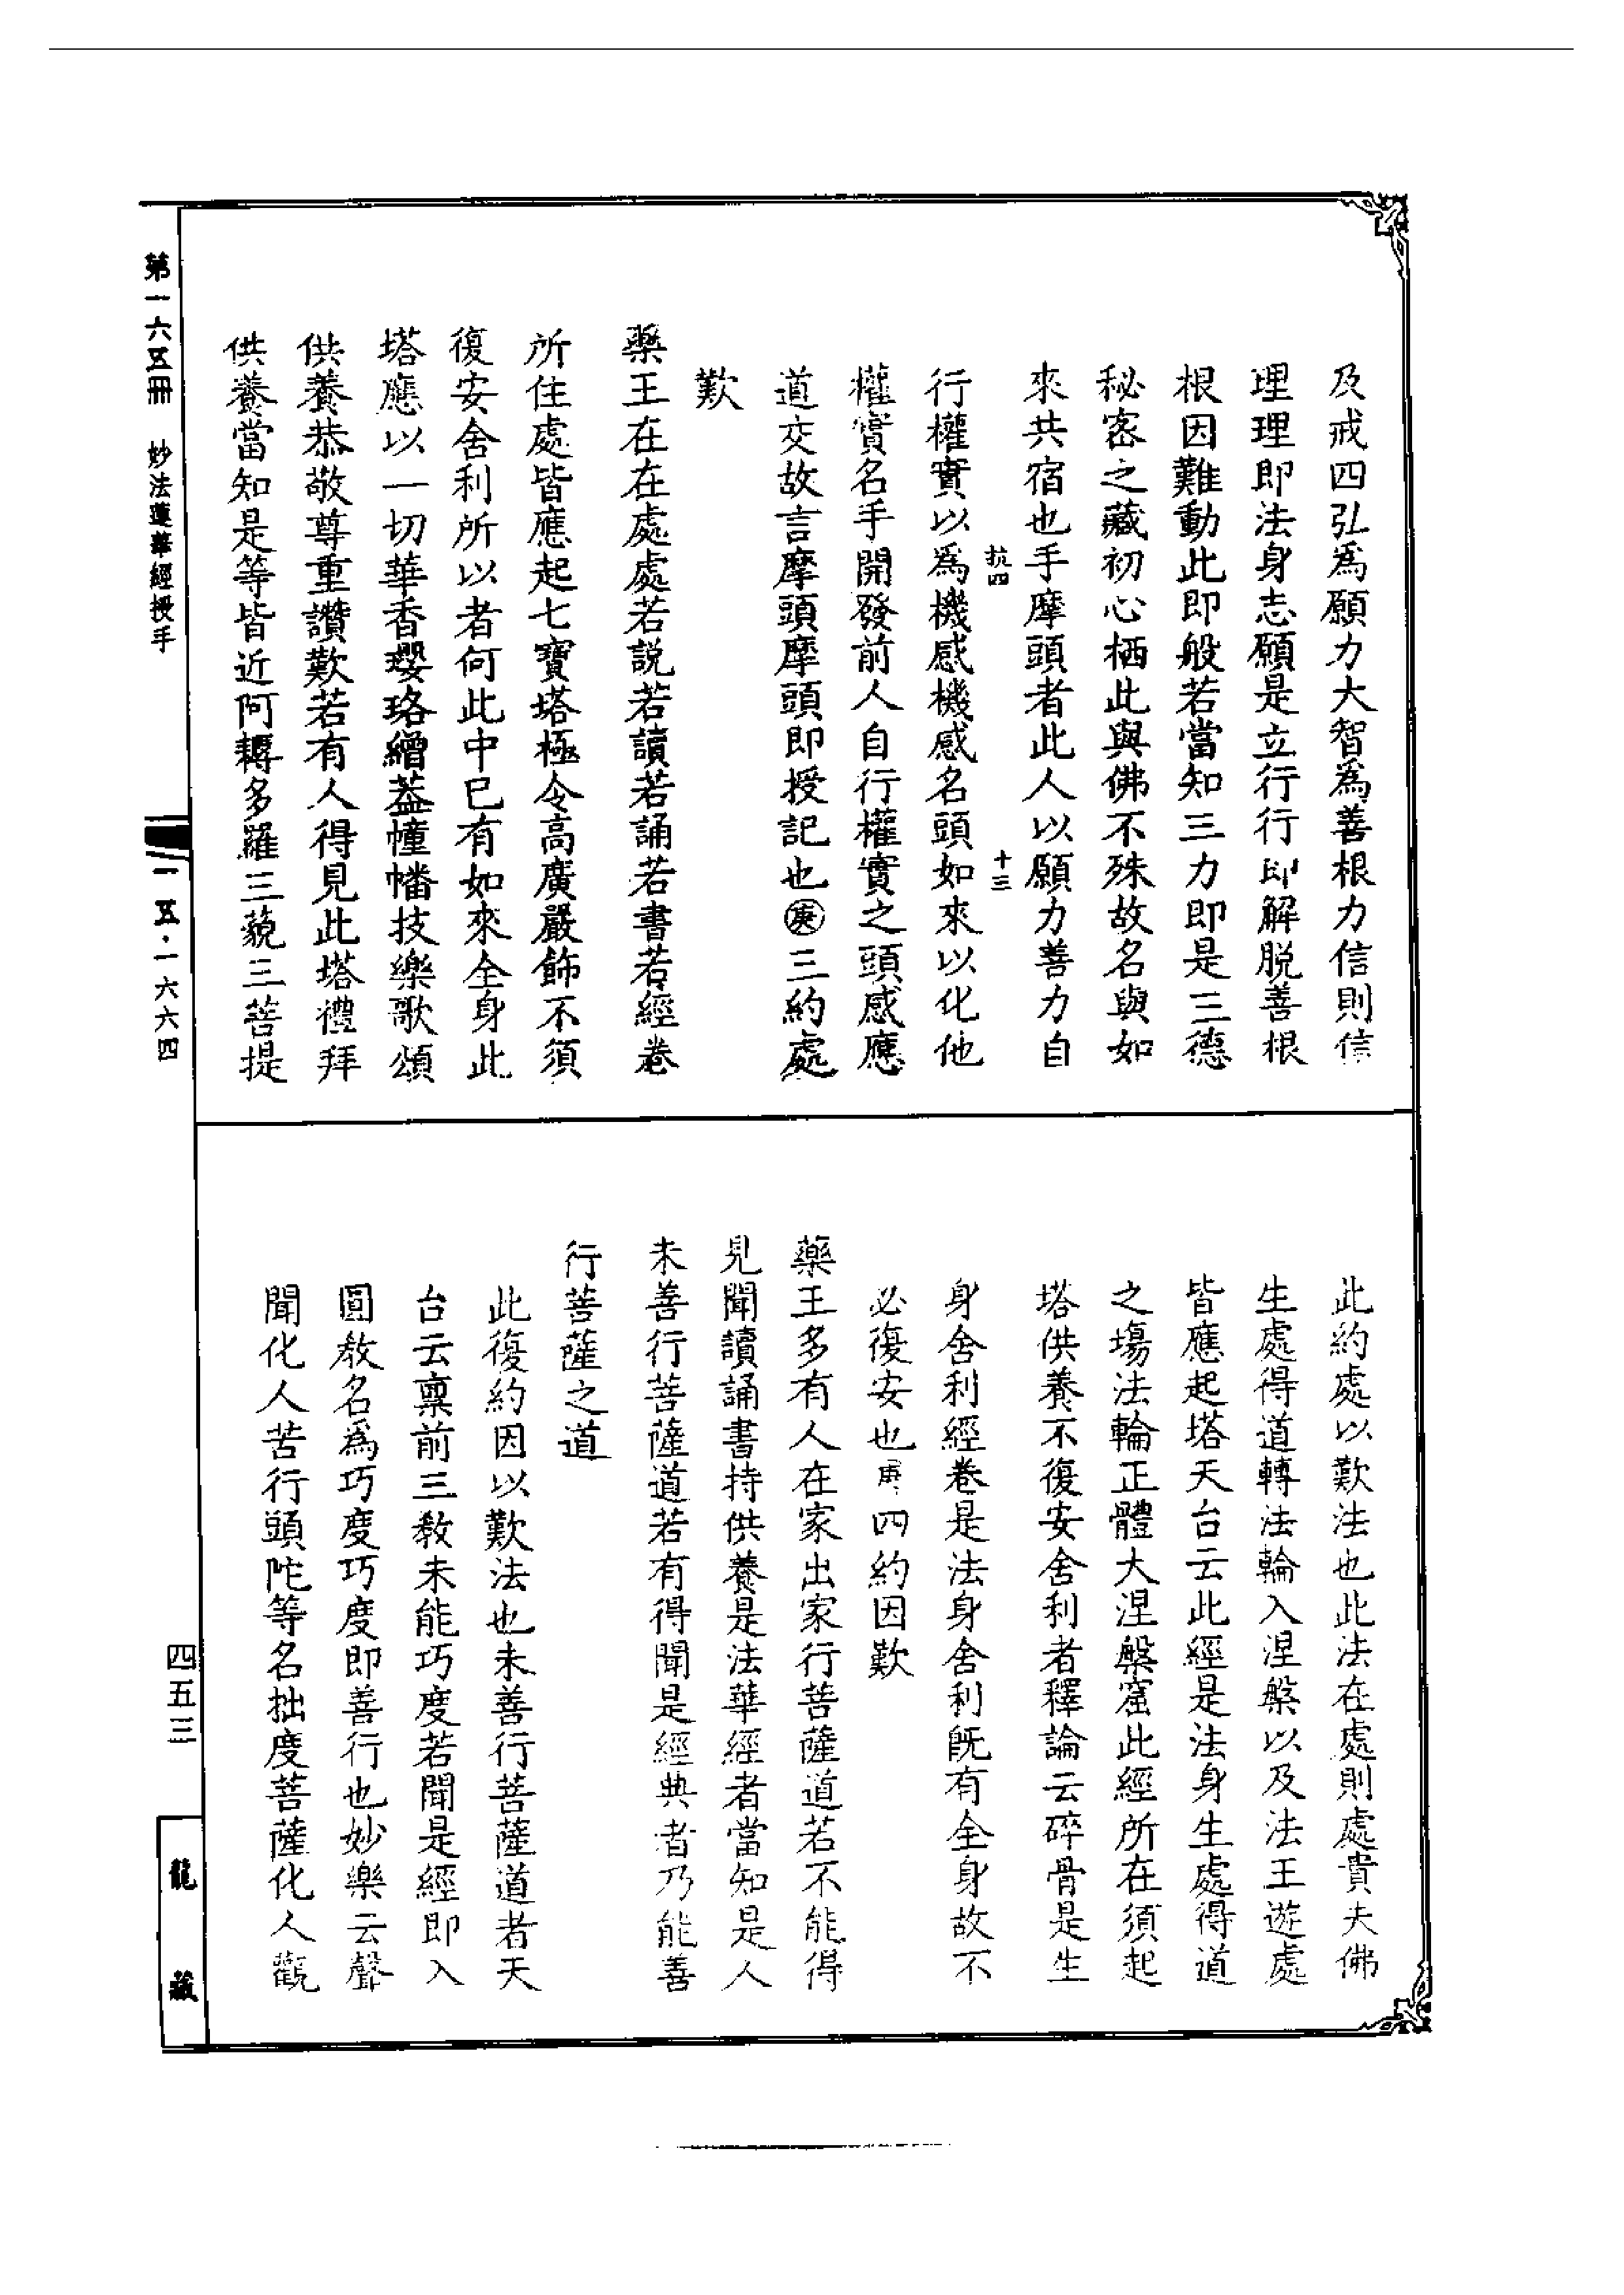 及戒四弘爲願力大智爲善根力信則信
理理即法身志願是立行行即解脱善根
根因難動此即般若當知三力即是三德
秘宻之藏初心栖此與佛不殊故名與如
來共宿也手摩頭者此人以願力善力自
抗四
十三
行權實以爲機感機感名頭如來以化他
權實名手開發前人自行權實之頭感應
道交故言摩頭摩頭即授記也㊎三約處
歎
藥王在在處處若説若讀若誦若書若經卷
所住處皆應起七寶塔極令高廣嚴飾不須
復安舍利所以者何此中已有如來全身此
塔應以一切華香瓔珞繒葢幢幡技樂歌頌
供養恭敬尊重讚歎若有人得見此塔禮拜
供養當知是等皆近阿耨多羅三藐三菩提
此約處以歎法也此法在處則處貴夫佛
生處得道轉法輪入涅槃以及法王遊處
皆應起塔天台云此經是法身生處得道
之場法輪正體大涅槃窟此經所在須起
塔供養不復安舍利者釋論云碎骨是生
身舍利經卷是法身舍利既有全身故不
必復安也庚四約因歎
藥王多有人在家出家行菩薩道若不能得
見聞讀誦書持供養是法華經者當知是人
未善行菩薩道若有得聞是經典者乃能善
行菩薩之道
此復約因以歎法也未善行菩薩道者天
台云稟前三教未能巧度若聞是經即入
圓教名爲巧度巧度即善行也妙樂云聲
聞化人苦行頭陀等名拙度菩薩化人觀
第一六五冊 妙法蓮華經授手
一一五·一六六四
四五三
龍藏